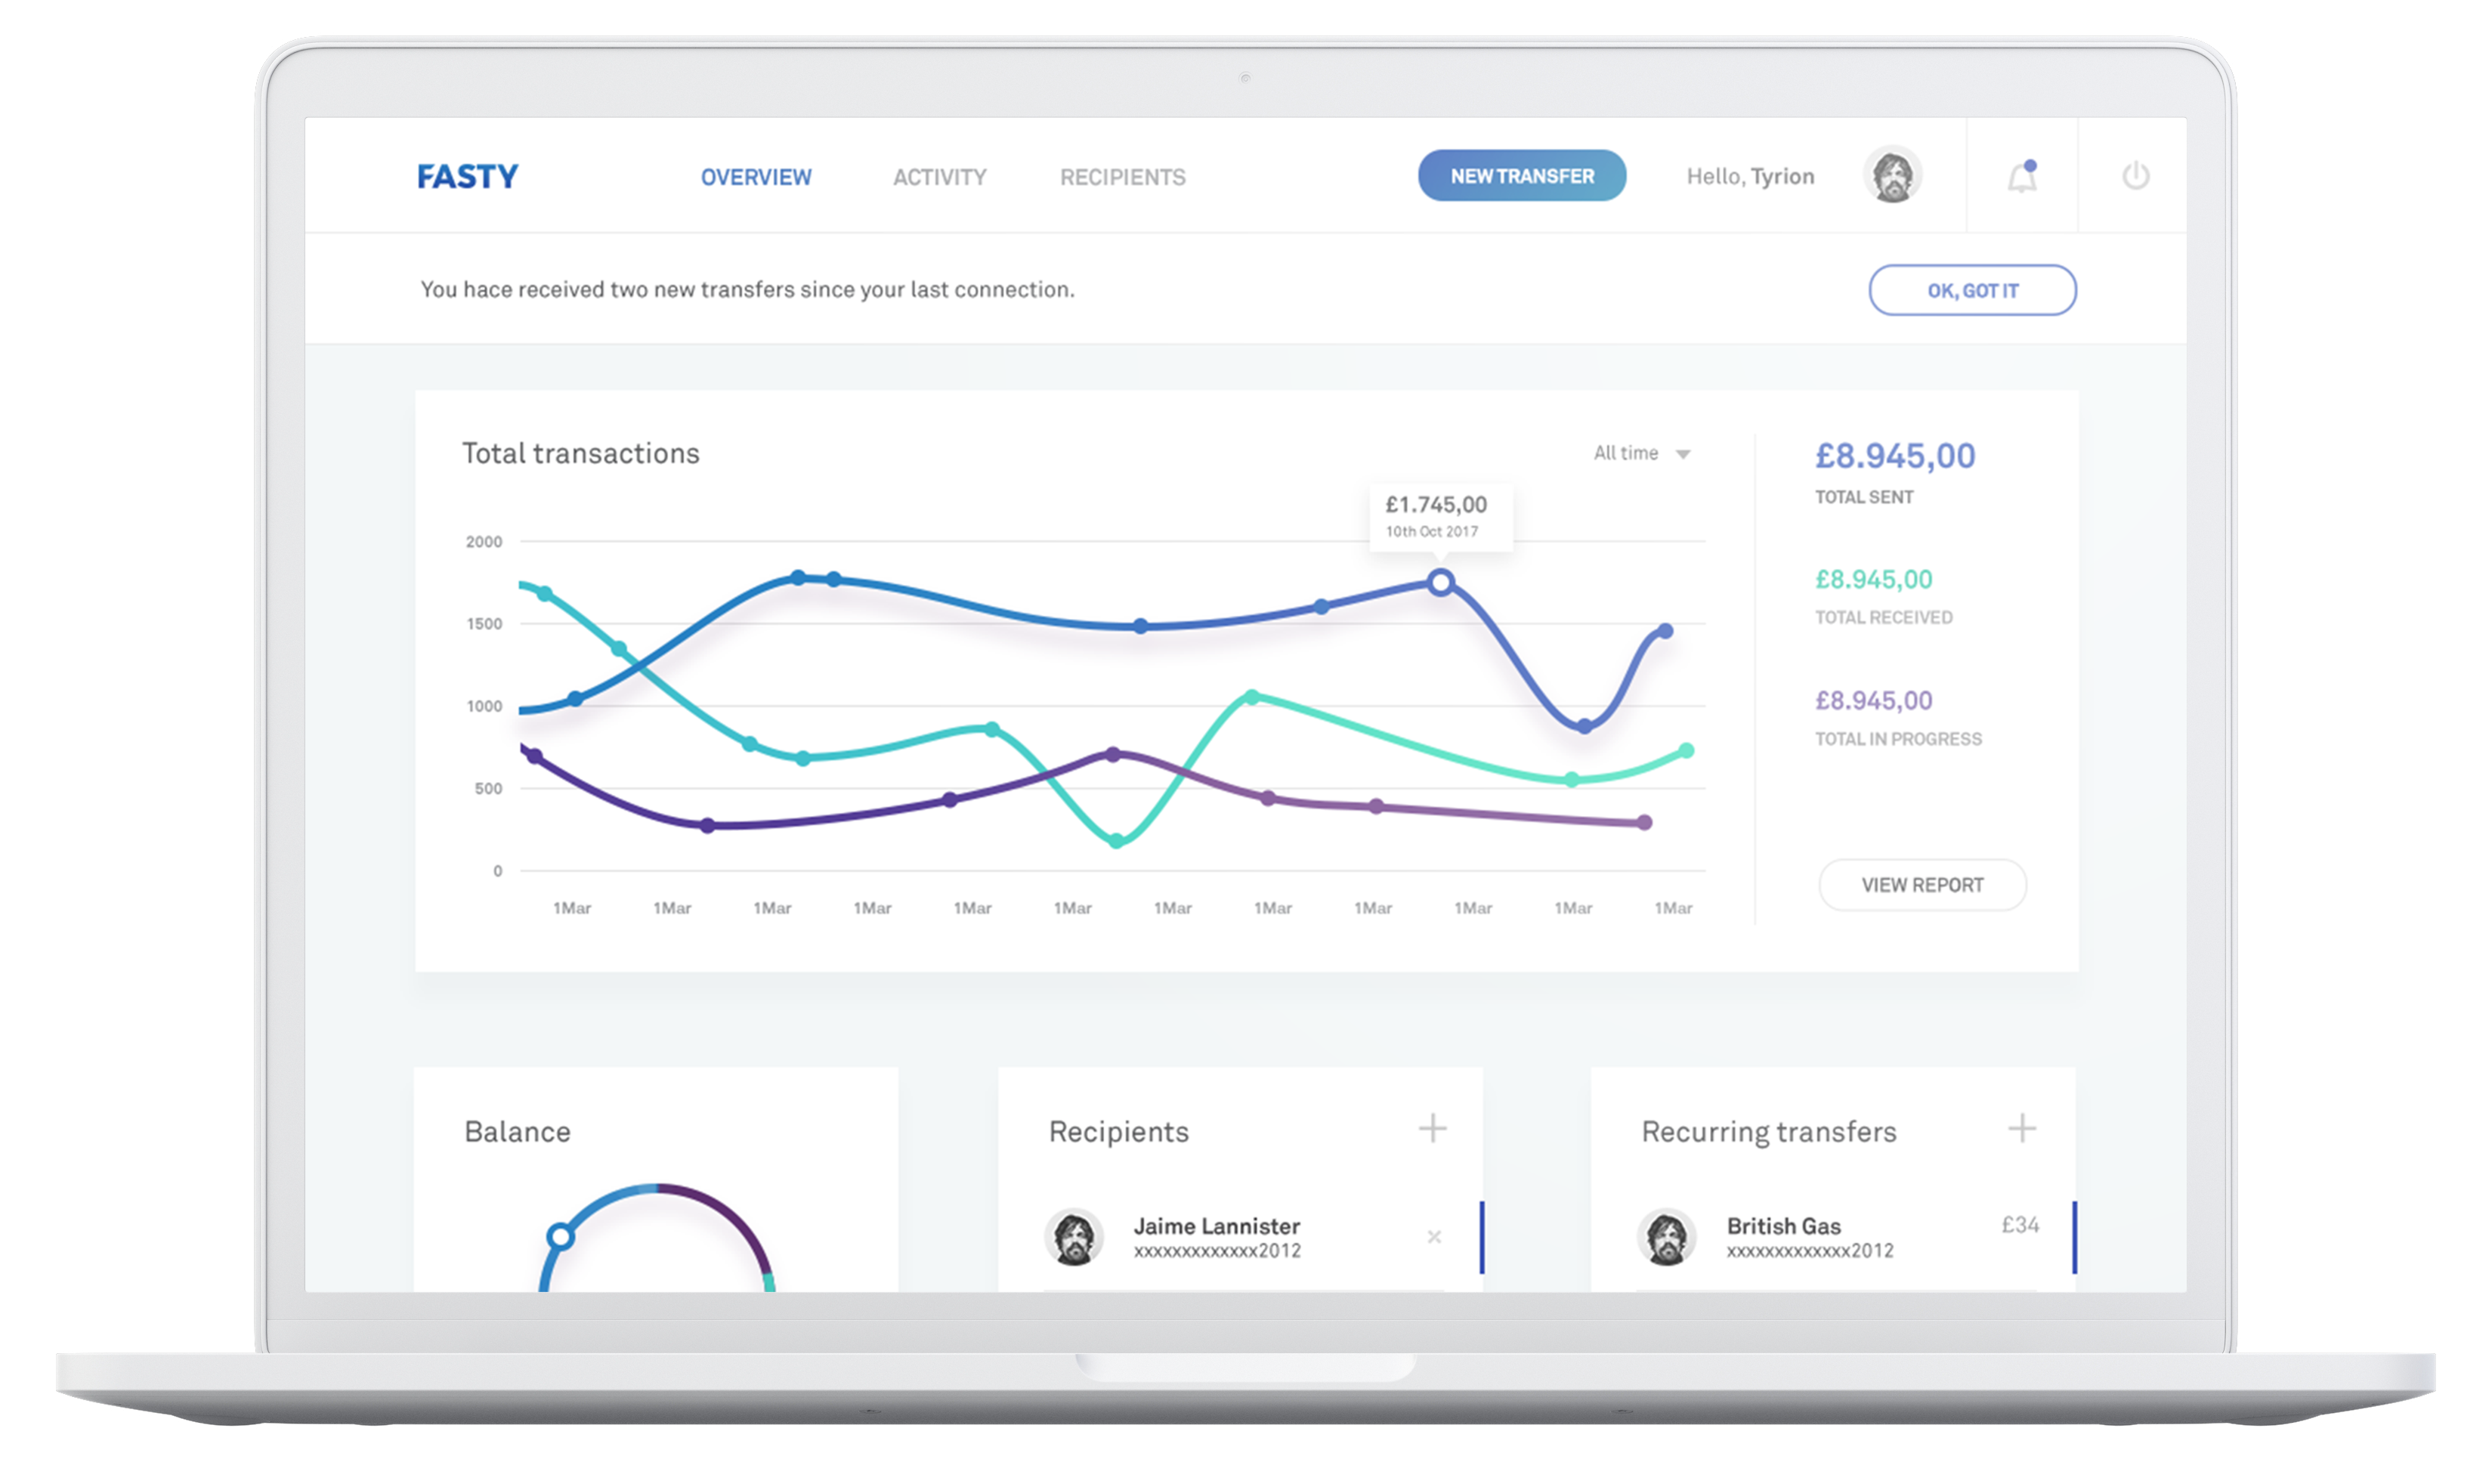 FASTY
OVERVIEW
ACTIVITY
RECIPIENTS
NEW TRANSFER
Hello, Tyrion
You hace received two new transfers since your last connection.
OK, GOT IT
Total transactions
All time
£1.745,00
10th Oct 2017
2000
1500
1000
500
0
1Mar 1Mar 1Mar 1Mar 1Mar 1Mar 1Mar 1Mar 1Mar 1Mar 1Mar 1Mar
£8.945,00
TOTAL SENT
£8.945,00
TOTAL RECEIVED
£8.945,00
TOTAL IN PROGRESS
VIEW REPORT
Balance
Recipients
Jaime Lannister
xxxxxxxxxxxxx2012
Recurring transfers
British Gas
xxxxxxxxxxxxx2012
£34